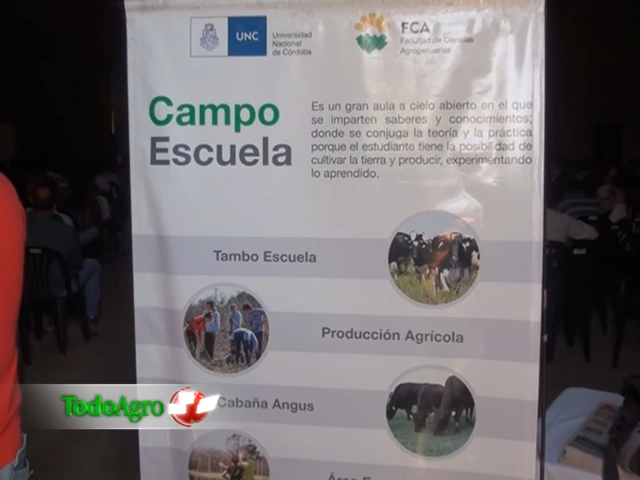 UNC
Universidad
Nacional
de Córdoba
FCA
Facultad de Ciencias
Agropecuarias
Campo
Escuela
Es un gran aula a cielo abierto en el que
se imparten saberes y conocimientos;
donde se conjuga la teoría y la práctica
porque el estudiante tiene la posibilidad de
cultivar la tierra y producir, experimentando
lo aprendido.
Tambo Escuela
Producción Agrícola
Cabaña Angus
TodoAgro
Área